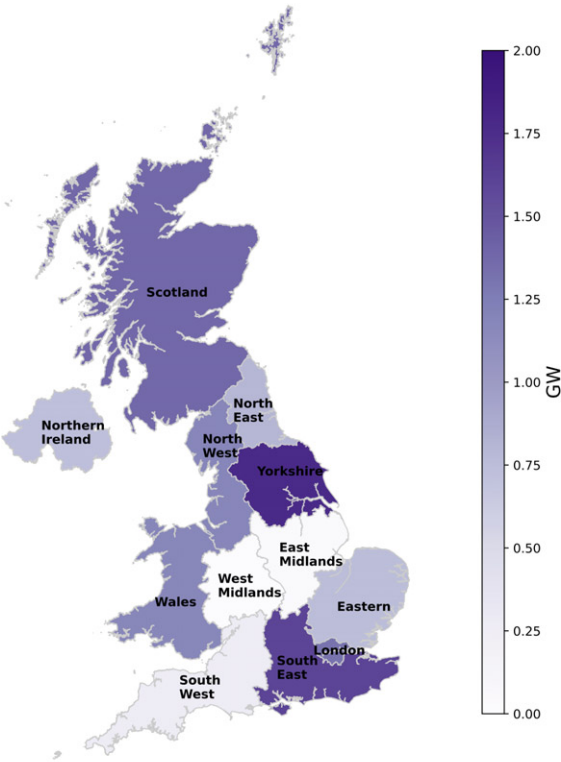 2.00
1.75
1.50
1.25
1.00
0.75
0.50
0.25
0.00
GW
Scotland
North
East
Northern
Ireland
North
West
Yorkshire
East
Midlands
West
Midlands
Wales
Eastern
London
South
East
South
West